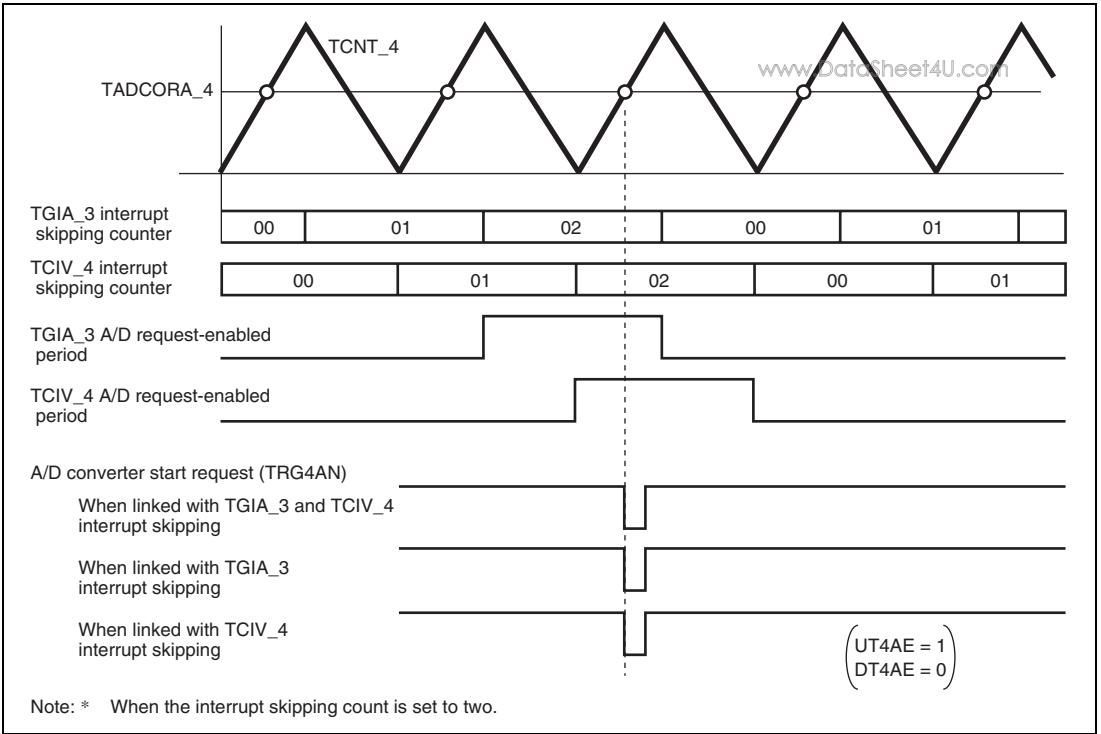 TCNT_4
www.DataSheet4U.com
TADCORA_4
TGIA_3 interrupt
skipping counter
00 01 02 00 01
TCIV_4 interrupt
skipping counter
00 01 02 00 01
TGIA_3 A/D request-enabled
period
TCIV_4 A/D request-enabled
period
A/D converter start request (TRG4AN)
When linked with TGIA_3 and TCIV_4
interrupt skipping
When linked with TGIA_3
interrupt skipping
When linked with TCIV_4
interrupt skipping
UT4AE = 1
DT4AE = 0
Note: * When the interrupt skipping count is set to two.